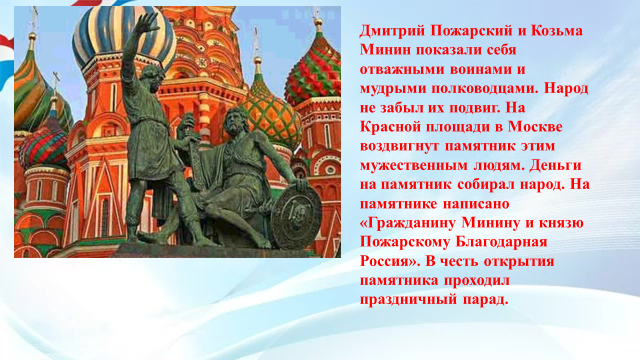 Дмитрий Пожарский и Козьма
Минин показали себя
отважными воинами и
мудрыми полководцами. Народ
не забыл их подвиг. На
Красной площади в Москве
воздвигнут памятник этим
мужественным людям. Деньги
на памятник собирал народ. На
памятнике написано
«Гражданину Минину и князю
Пожарскому Благодарная
Россия». В честь открытия
памятника проходил
праздничный парад.